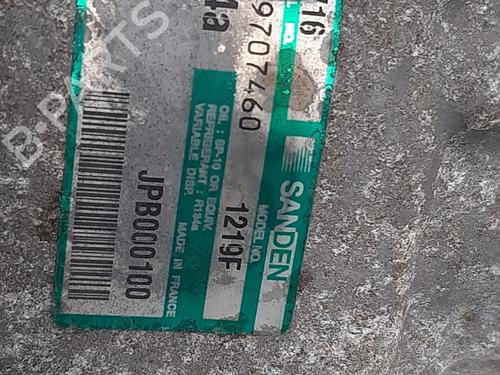 SANDEN
MODEL NO.
1219F
16
9707460
4a
OIL : SP-10 OR EQUIV.
REFRIGERANT : R134a
VARIABLE DISP.
MADE IN FRANCE
JPB000100
B-PARTS